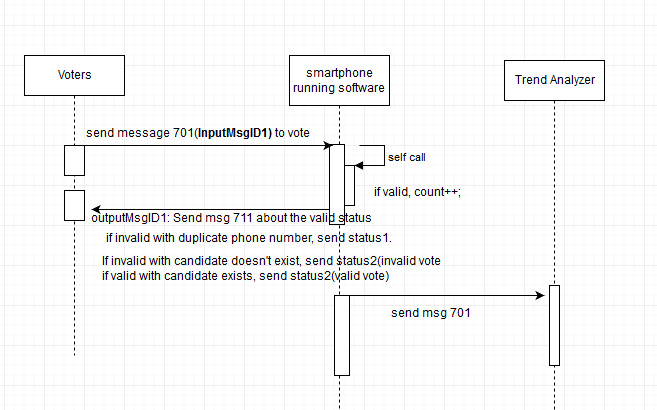 Voters
smartphone
running software
Trend Analyzer
send message 701(InputMsgID1) to vote
self call
if valid, count++;
outputMsgID1: Send msg 711 about the valid status
if invalid with duplicate phone number, send status1.
If invalid with candidate doesn't exist, send status2(invalid vote
if valid with candidate exists, send status2(valid vote)
send msg 701